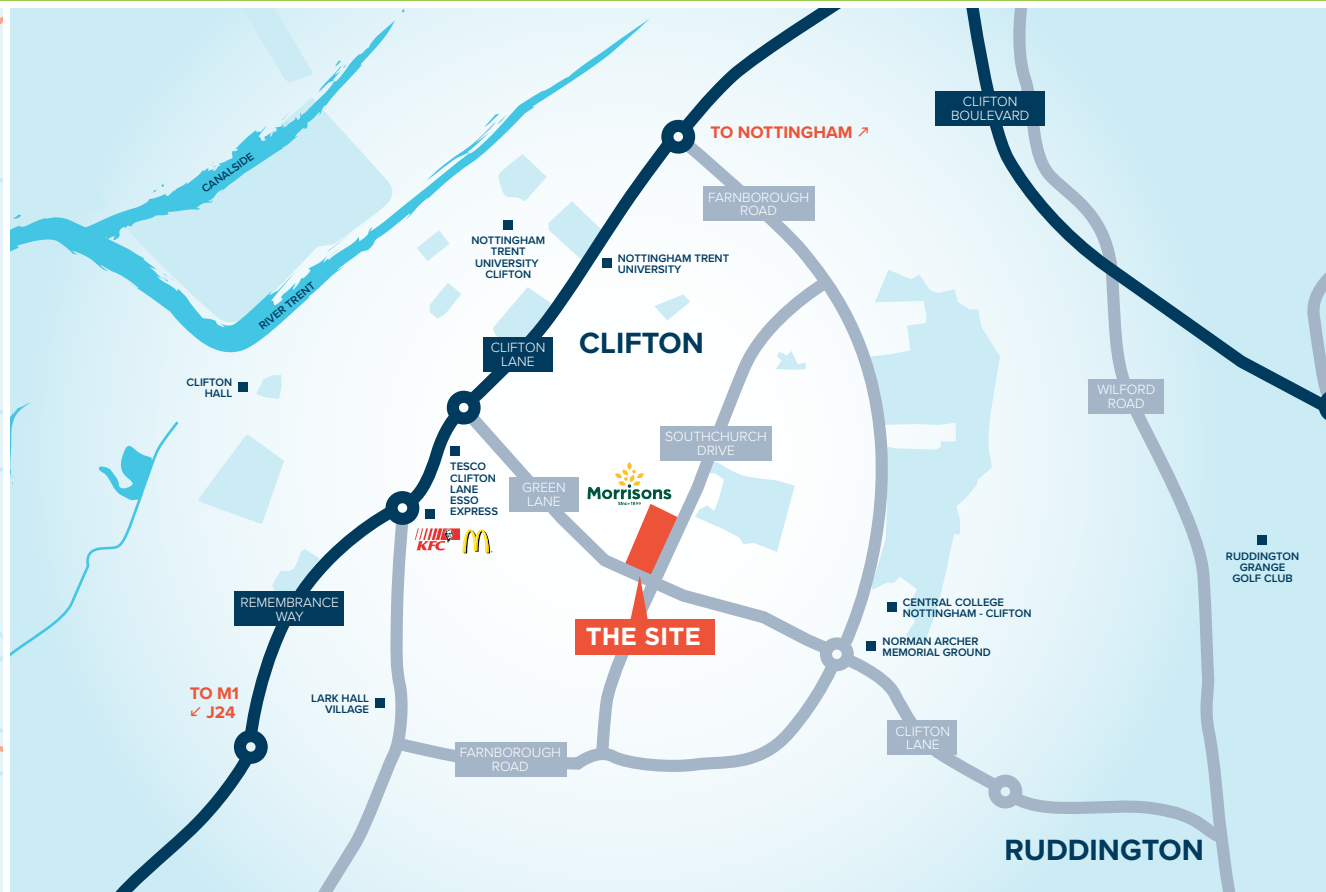 CLIFTON
BOULEVARD
TO NOTTINGHAM ↗
CANALSIDE
FARNBOROUGH
ROAD
NOTTINGHAM
TRENT
UNIVERSITY
CLIFTON
NOTTINGHAM TRENT
UNIVERSITY
RIVER TRENT
CLIFTON
LANE
CLIFTON
CLIFTON
HALL
WILFORD
ROAD
SOUTHCHURCH
DRIVE
TESCO
CLIFTON
LANE
ESSO
EXPRESS
GREEN
LANE
Morrisons
Since 1899
KFC
RUDDINGTON
GRANGE
GOLF CLUB
REMEMBRANCE
WAY
CENTRAL COLLEGE
NOTTINGHAM - CLIFTON
THE SITE
NORMAN ARCHER
MEMORIAL GROUND
TO M1
↙ J24
LARK HALL
VILLAGE
CLIFTON
LANE
FARNBOROUGH
ROAD
RUDDINGTON